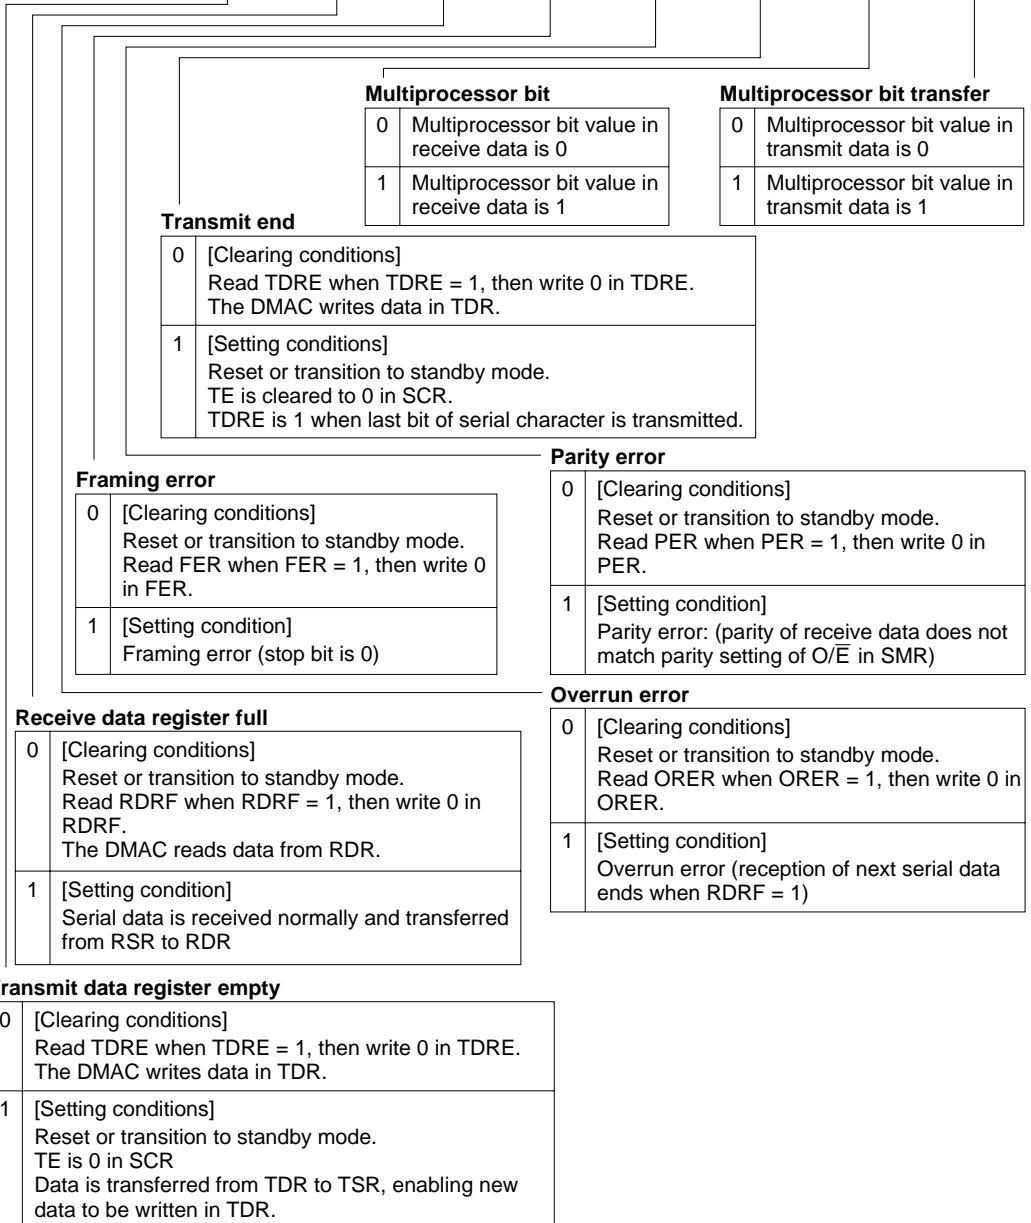 Multiprocessor bit
0 Multiprocessor bit value in
receive data is 0
1 Multiprocessor bit value in
receive data is 1
Multiprocessor bit transfer
0 Multiprocessor bit value in
transmit data is 0
1 Multiprocessor bit value in
transmit data is 1
Transmit end
0 [Clearing conditions]
Read TDRE when TDRE = 1, then write 0 in TDRE.
The DMAC writes data in TDR.
1 [Setting conditions]
Reset or transition to standby mode.
TE is cleared to 0 in SCR.
TDRE is 1 when last bit of serial character is transmitted.
Parity error
0 [Clearing conditions]
Reset or transition to standby mode.
Read PER when PER = 1, then write 0 in
PER.
1 [Setting condition]
Parity error: (parity of receive data does not
match parity setting of O/E̅ in SMR)
Framing error
0 [Clearing conditions]
Reset or transition to standby mode.
Read FER when FER = 1, then write 0
in FER.
1 [Setting condition]
Framing error (stop bit is 0)
Overrun error
0 [Clearing conditions]
Reset or transition to standby mode.
Read ORER when ORER = 1, then write 0 in
ORER.
1 [Setting condition]
Overrun error (reception of next serial data
ends when RDRF = 1)
Receive data register full
0 [Clearing conditions]
Reset or transition to standby mode.
Read RDRF when RDRF = 1, then write 0 in
RDRF.
The DMAC reads data from RDR.
1 [Setting condition]
Serial data is received normally and transferred
from RSR to RDR
ransmit data register empty
0 [Clearing conditions]
Read TDRE when TDRE = 1, then write 0 in TDRE.
The DMAC writes data in TDR.
1 [Setting conditions]
Reset or transition to standby mode.
TE is 0 in SCR
Data is transferred from TDR to TSR, enabling new
data to be written in TDR.